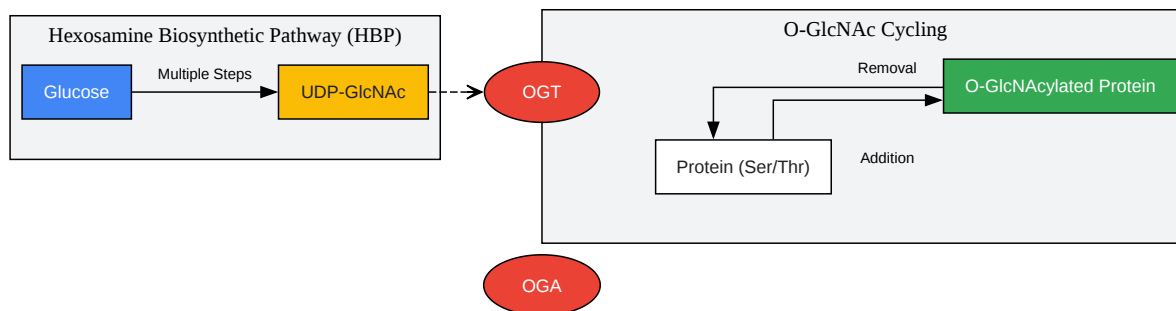 Hexosamine Biosynthetic Pathway (HBP)
Glucose
Multiple Steps
UDP-GlcNAc
OGT
O-GlcNAc Cycling
Removal
O-GlcNAcylated Protein
Protein (Ser/Thr)
Addition
OGA